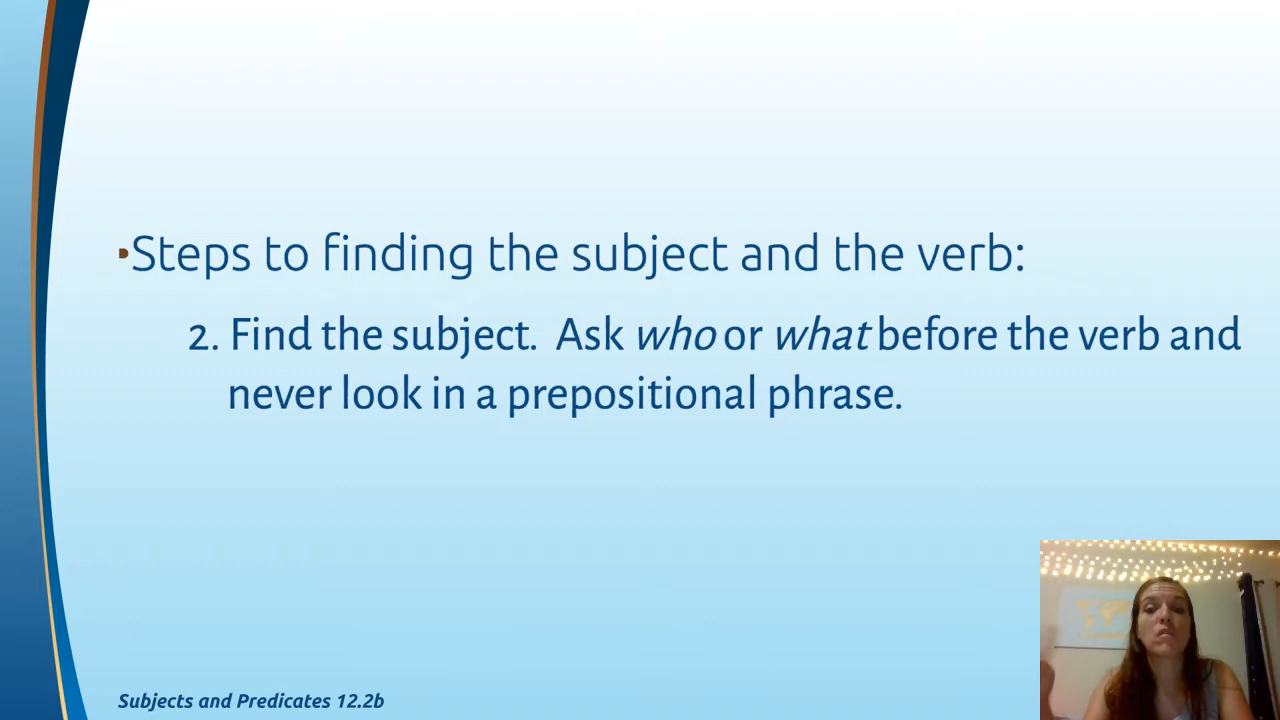 Steps to finding the subject and the verb:
2. Find the subject. Ask who or what before the verb and
never look in a prepositional phrase.
Subjects and Predicates 12.2b